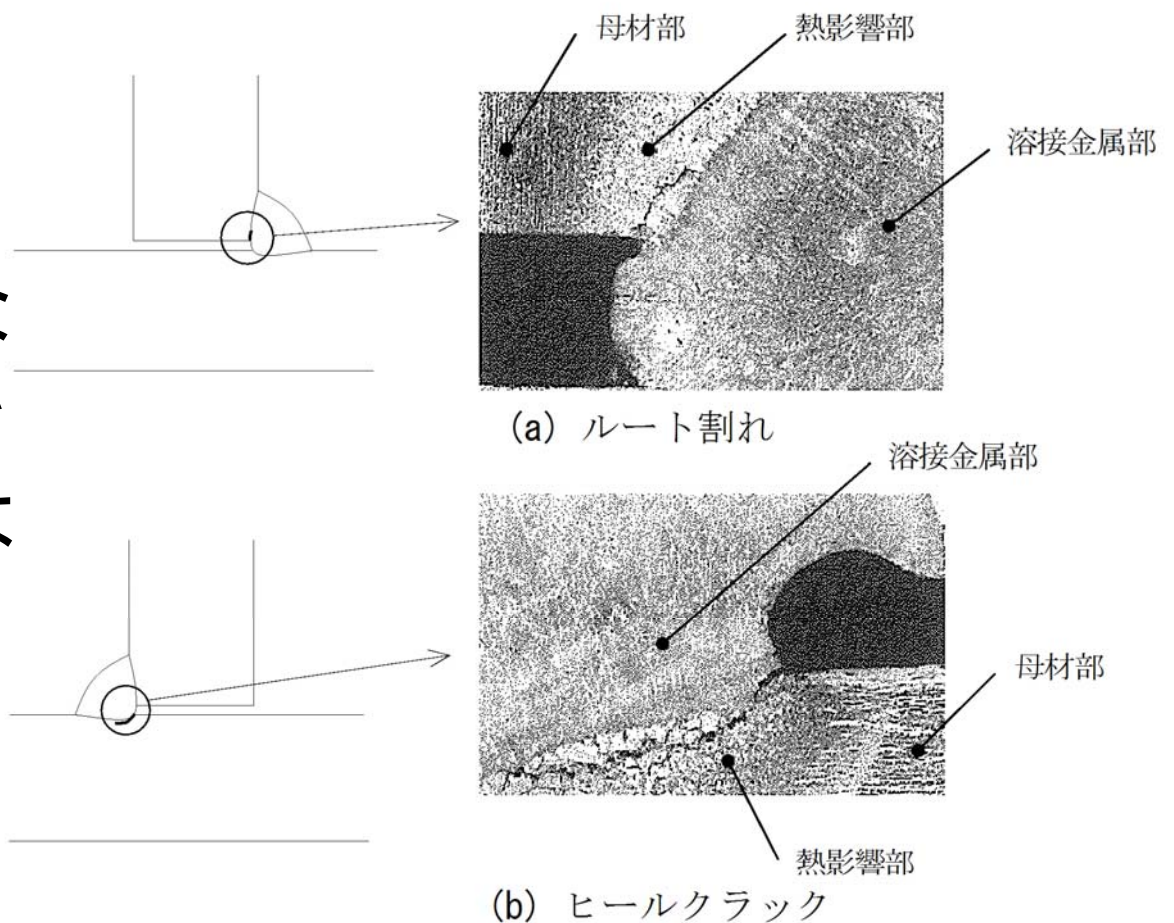 母材部
熱影響部
溶接金属部
(a) ルート割れ
溶接金属部
母材部
熱影響部
(b) ヒールクラック